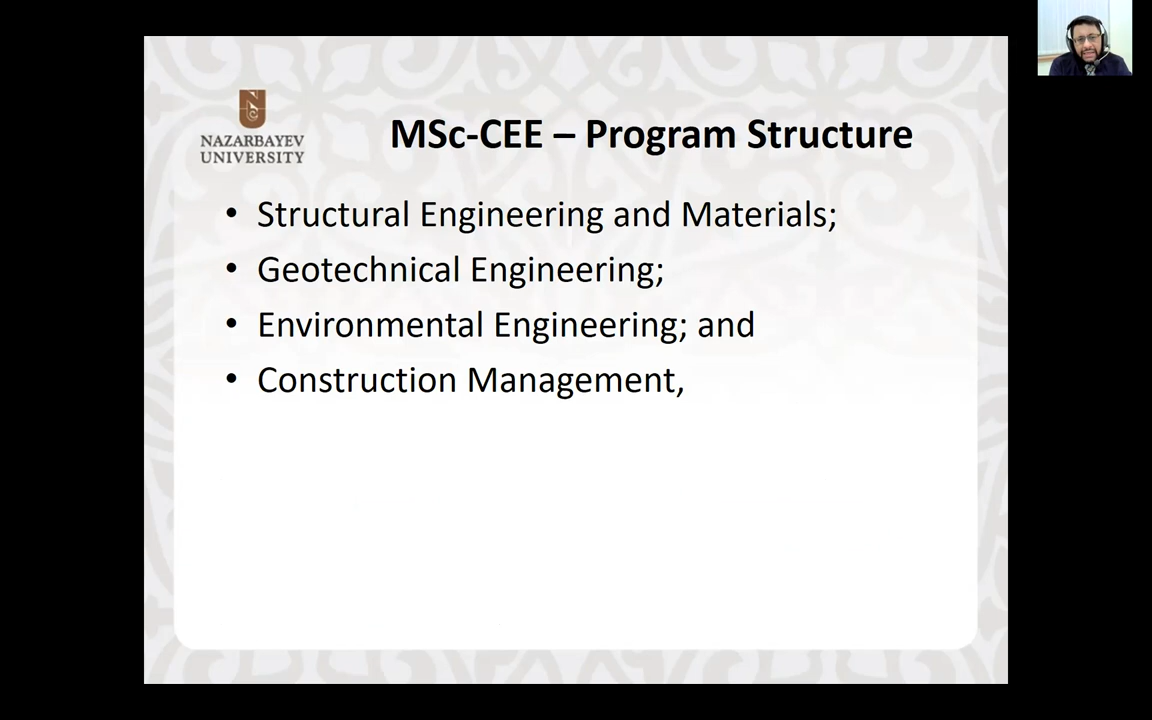 NAZARBAYEV
UNIVERSITY
MSc-CEE – Program Structure
• Structural Engineering and Materials;
• Geotechnical Engineering;
• Environmental Engineering; and
• Construction Management,